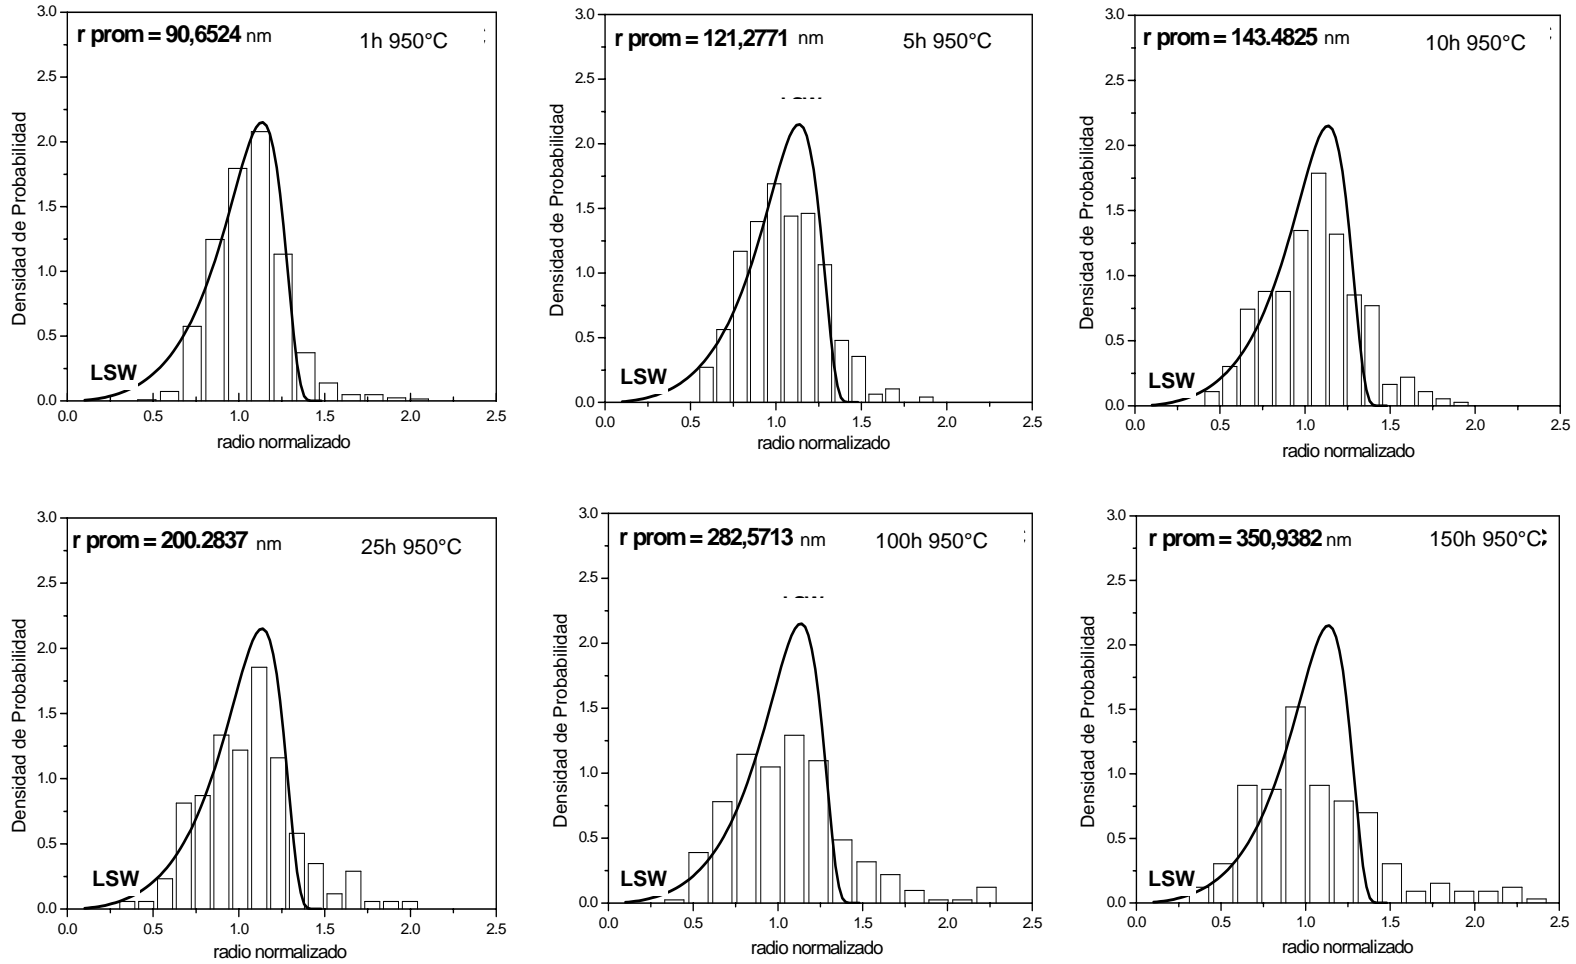 r prom = 90,6524 nm
1h 950°C
3.0
2.5
2.0
1.5
1.0
0.5
0.0
Densidad de Probabilidad
LSW
0.0 0.5 1.0 1.5 2.0 2.5
radio normalizado
r prom = 121,2771 nm
5h 950°C
3.0
2.5
2.0
1.5
1.0
0.5
0.0
Densidad de Probabilidad
LSW
0.0 0.5 1.0 1.5 2.0 2.5
radio normalizado
r prom = 143.4825 nm
10h 950°C
3.0
2.5
2.0
1.5
1.0
0.5
0.0
Densidad de Probabilidad
LSW
0.0 0.5 1.0 1.5 2.0 2.5
radio normalizado
r prom = 200.2837 nm
25h 950°C
3.0
2.5
2.0
1.5
1.0
0.5
0.0
Densidad de Probabilidad
LSW
0.0 0.5 1.0 1.5 2.0 2.5
radio normalizado
r prom = 282,5713 nm
100h 950°C
3.0
2.5
2.0
1.5
1.0
0.5
0.0
Densidad de Probabilidad
LSW
0.0 0.5 1.0 1.5 2.0 2.5
radio normalizado
r prom = 350,9382 nm
150h 950°C
3.0
2.5
2.0
1.5
1.0
0.5
0.0
Densidad de Probabilidad
LSW
0.0 0.5 1.0 1.5 2.0 2.5
radio normalizado